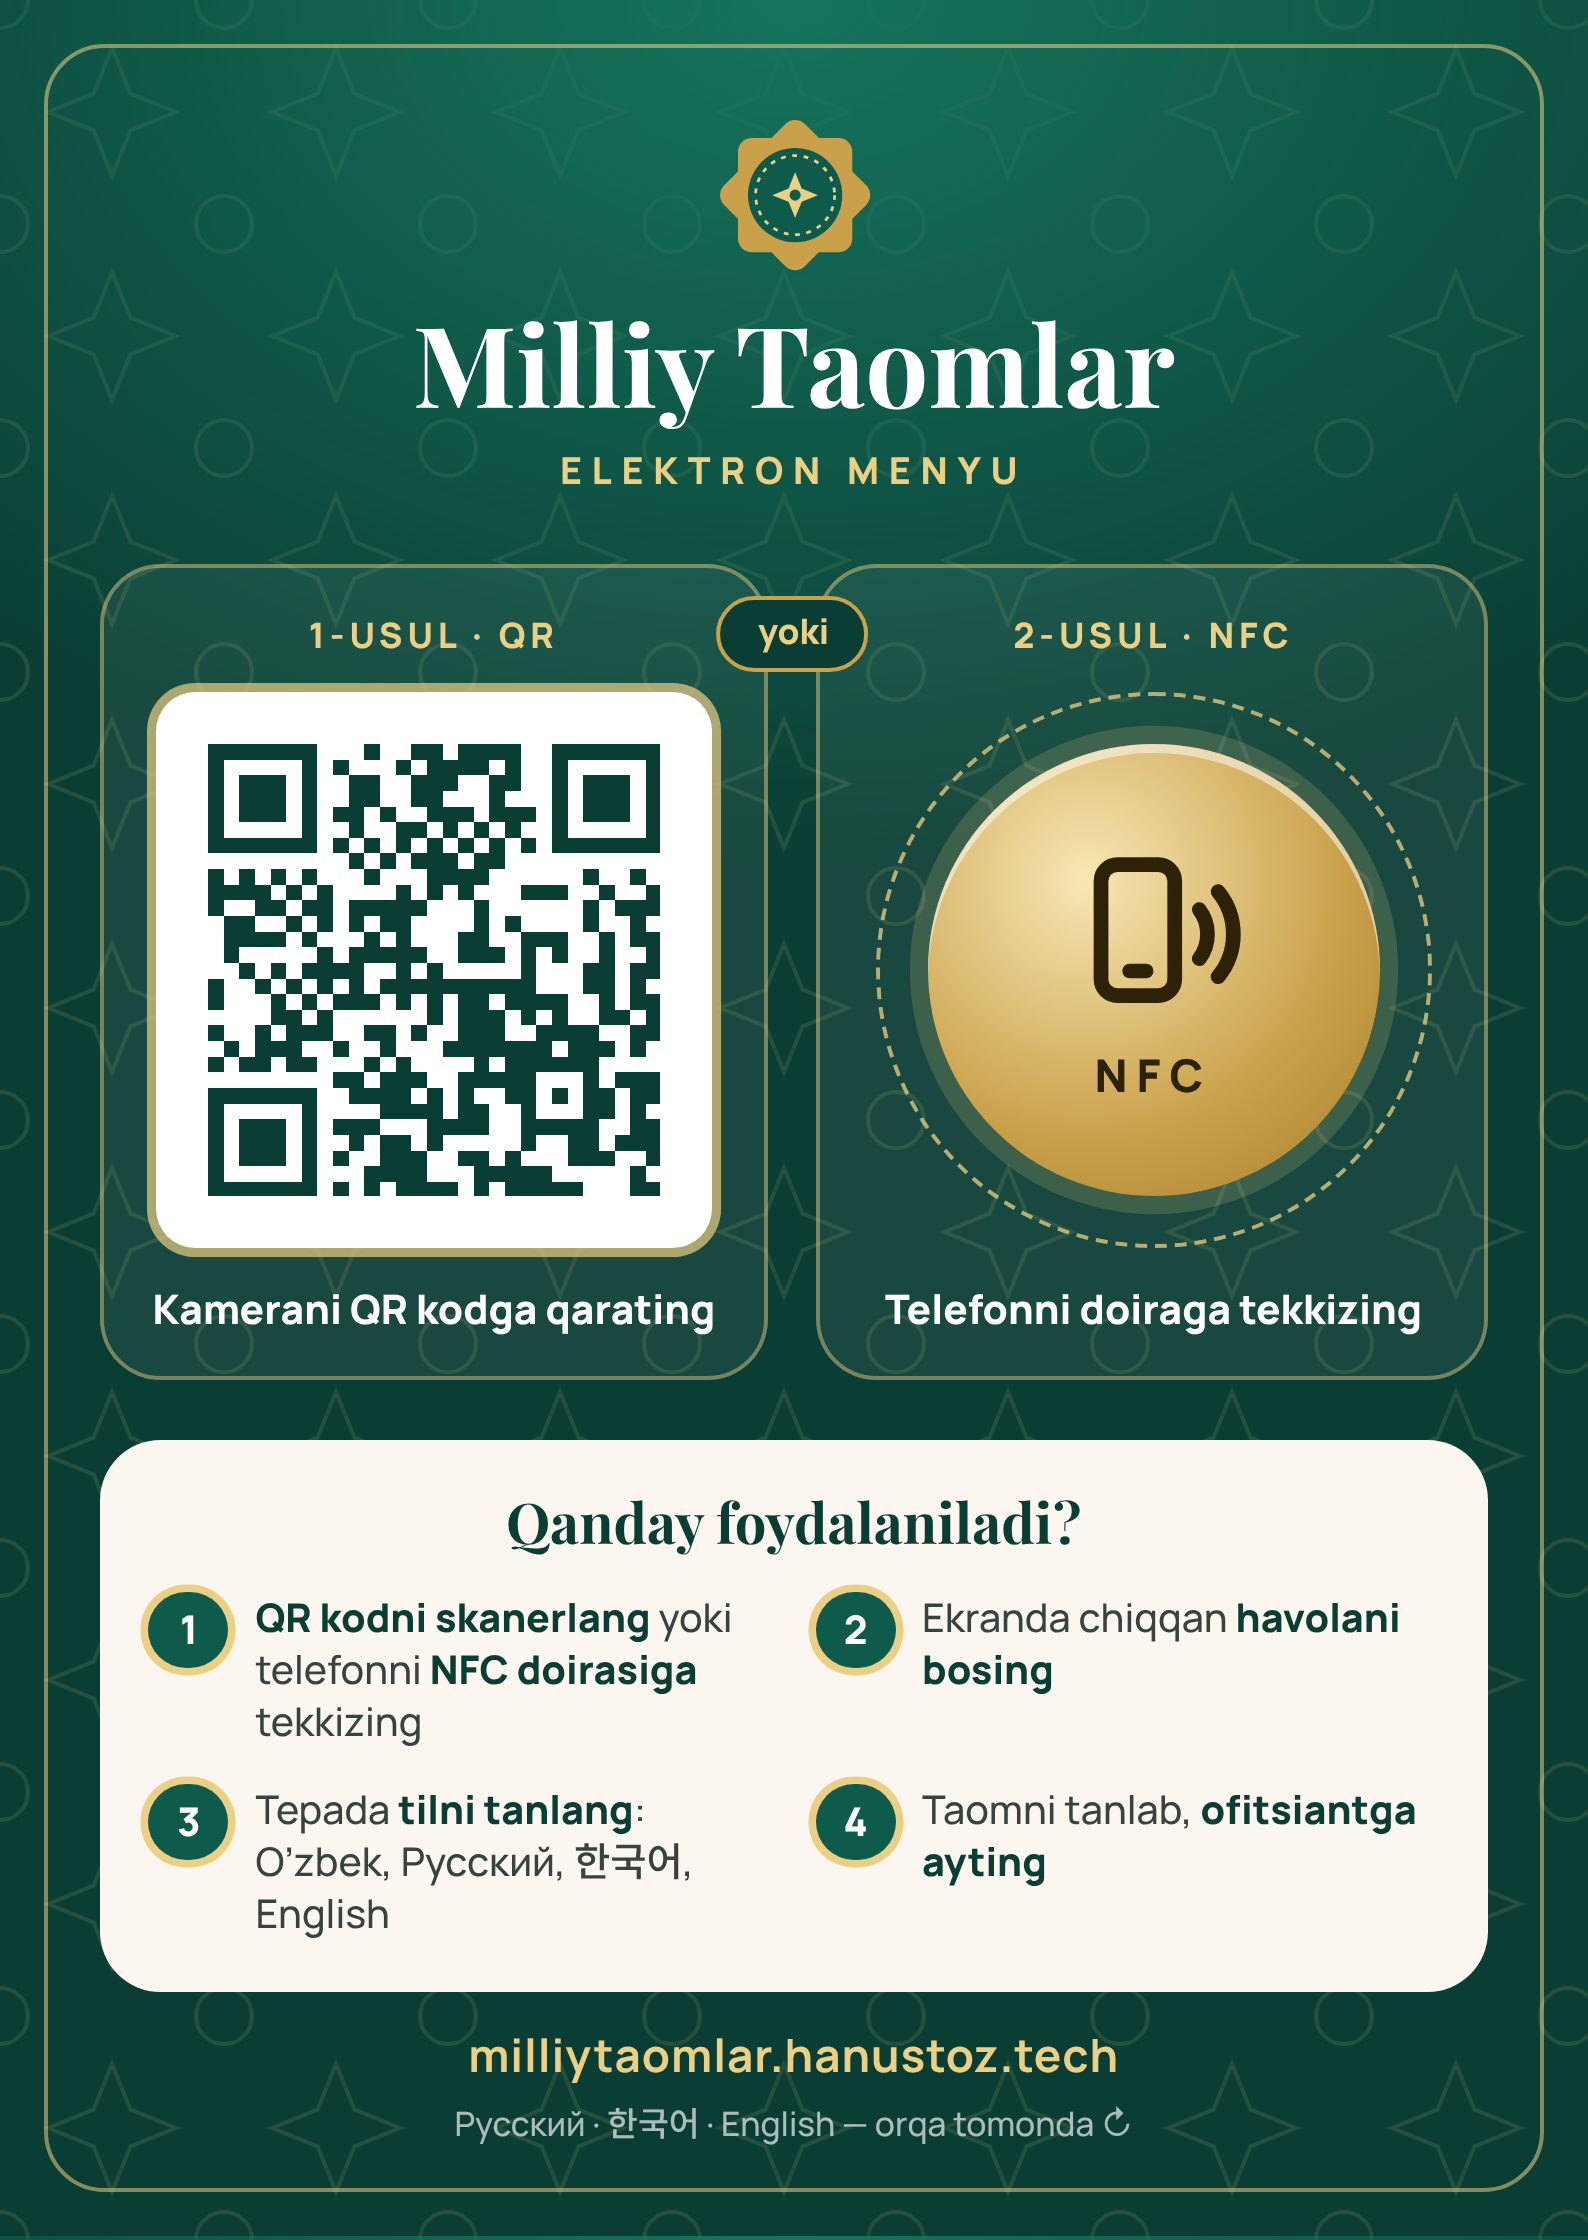 Milliy Taomlar
ELEKTRON MENYU
1-USUL · QR
yoki
2-USUL · NFC
NFC
Kamerani QR kodga qarating
Telefonni doiraga tekkizing
Qanday foydalaniladi?
1
QR kodni skanerlang yoki
telefonni NFC doirasiga
tekkizing
2
Ekranda chiqqan havolani
bosing
3
Tepada tilni tanlang:
O’zbek, Русский, 한국어,
English
4
Taomni tanlab, ofitsiantga
ayting
milliytaomlar.hanustoz.tech
Русский · 한국어 · English — orqa tomonda ↻